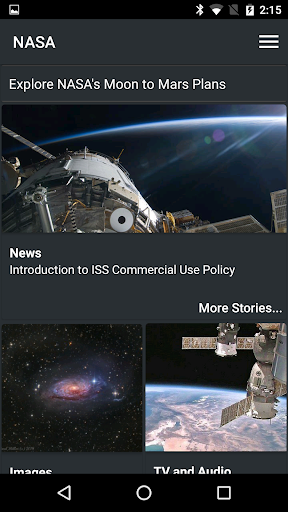 2:15
NASA
Explore NASA's Moon to Mars Plans
News
Introduction to ISS Commercial Use Policy
More Stories...
Images
TV and Audio